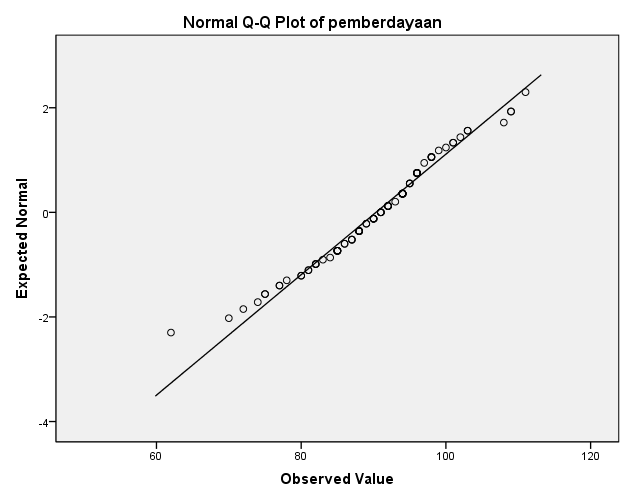 Normal Q-Q Plot of pemberdayaan
Expected Normal
2
0
-2
-4
60 80 100 120
Observed Value